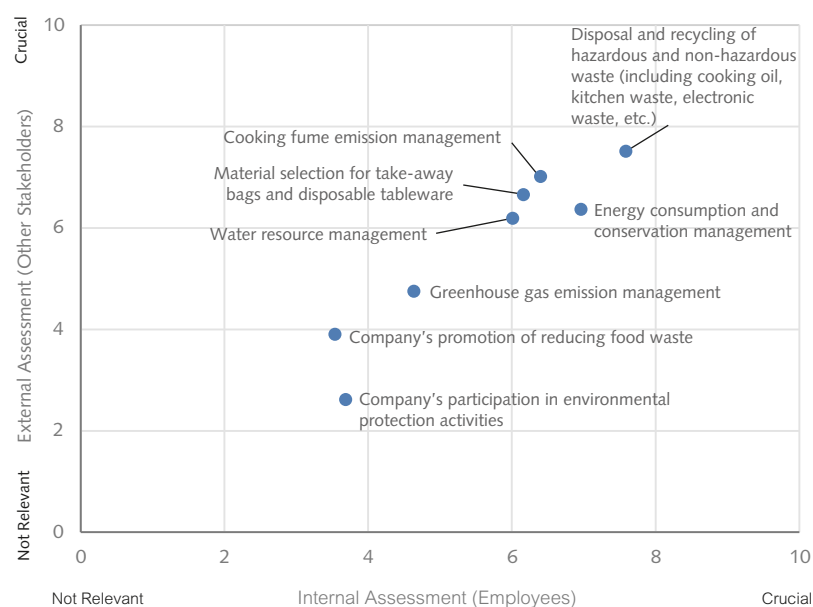 10
Crucial
Disposal and recycling of
hazardous and non-hazardous
waste (including cooking oil,
kitchen waste, electronic
waste, etc.)
8
Cooking fume emission management
Material selection for take-away
bags and disposable tableware
Energy consumption and
conservation management
6
Water resource management
External Assessment (Other Stakeholders)
Greenhouse gas emission management
4
Company's promotion of reducing food waste
Company's participation in environmental
protection activities
2
Not Relevant
0
0 2 4 6 8 10
Not Relevant Internal Assessment (Employees) Crucial